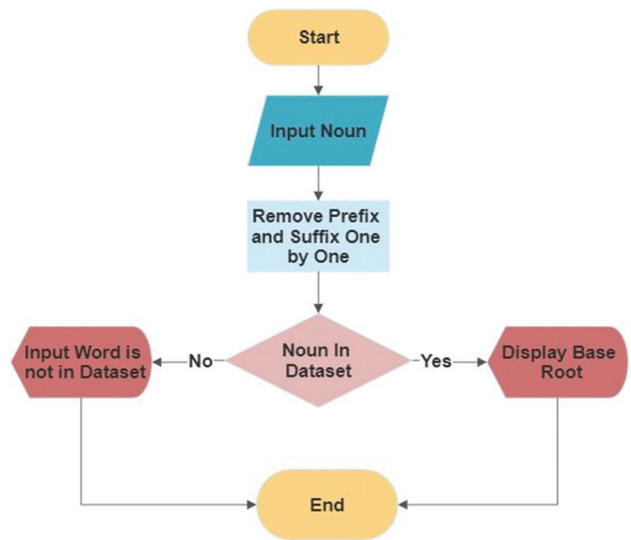 Start
Input Noun
Remove Prefix
and Suffix One
by One
Noun In
Dataset
No
Yes
Input Word is
not in Dataset
Display Base
Root
End